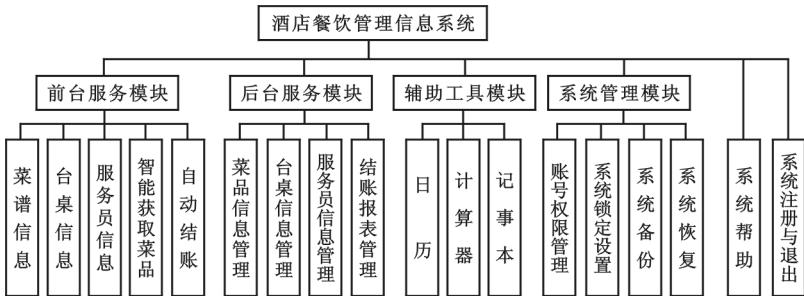 酒店餐饮管理信息系统
前台服务模块
后台服务模块
辅助工具模块
系统管理模块
菜谱信息
台桌信息
服务员信息
智能获取菜品
自动结账
菜品信息管理
台桌信息管理
服务员信息管理
结账报表管理
日历
计算器
记事本
账号权限管理
系统锁定设置
系统备份
系统恢复
系统帮助
系统注册与退出